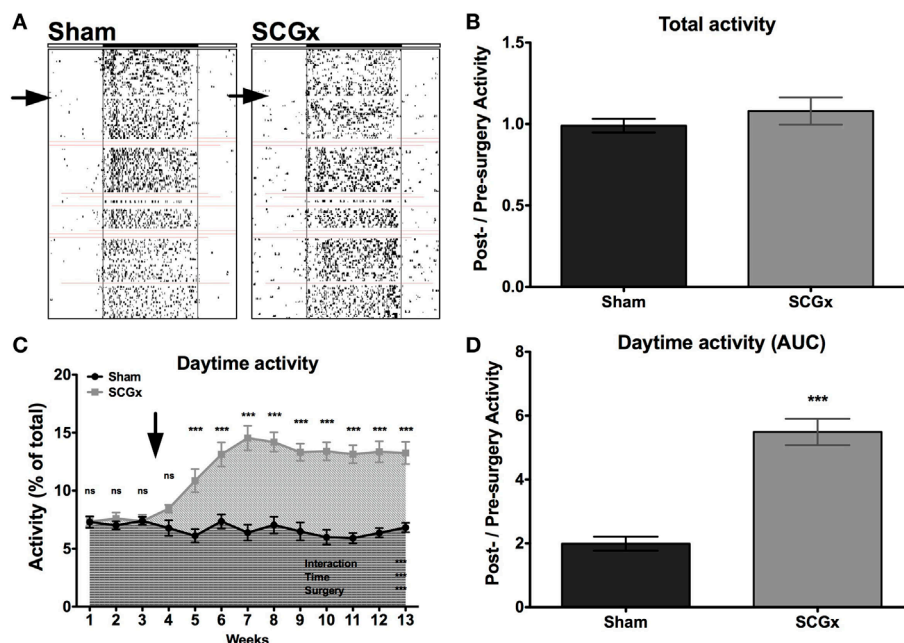 A
Sham
SCGx
B
Total activity
Post- / Pre-surgery Activity
1.5
1.0
0.5
0.0
Sham
SCGx
C
Daytime activity
Sham
SCGx
Activity (% of total)
20
15
10
5
0
ns
ns
ns
ns
***
***
***
***
***
***
***
***
***
Interaction ***
Time ***
Surgery ***
1 2 3 4 5 6 7 8 9 10 11 12 13
Weeks
D
Daytime activity (AUC)
Post- / Pre-surgery Activity
8
6
4
2
0
***
Sham
SCGx